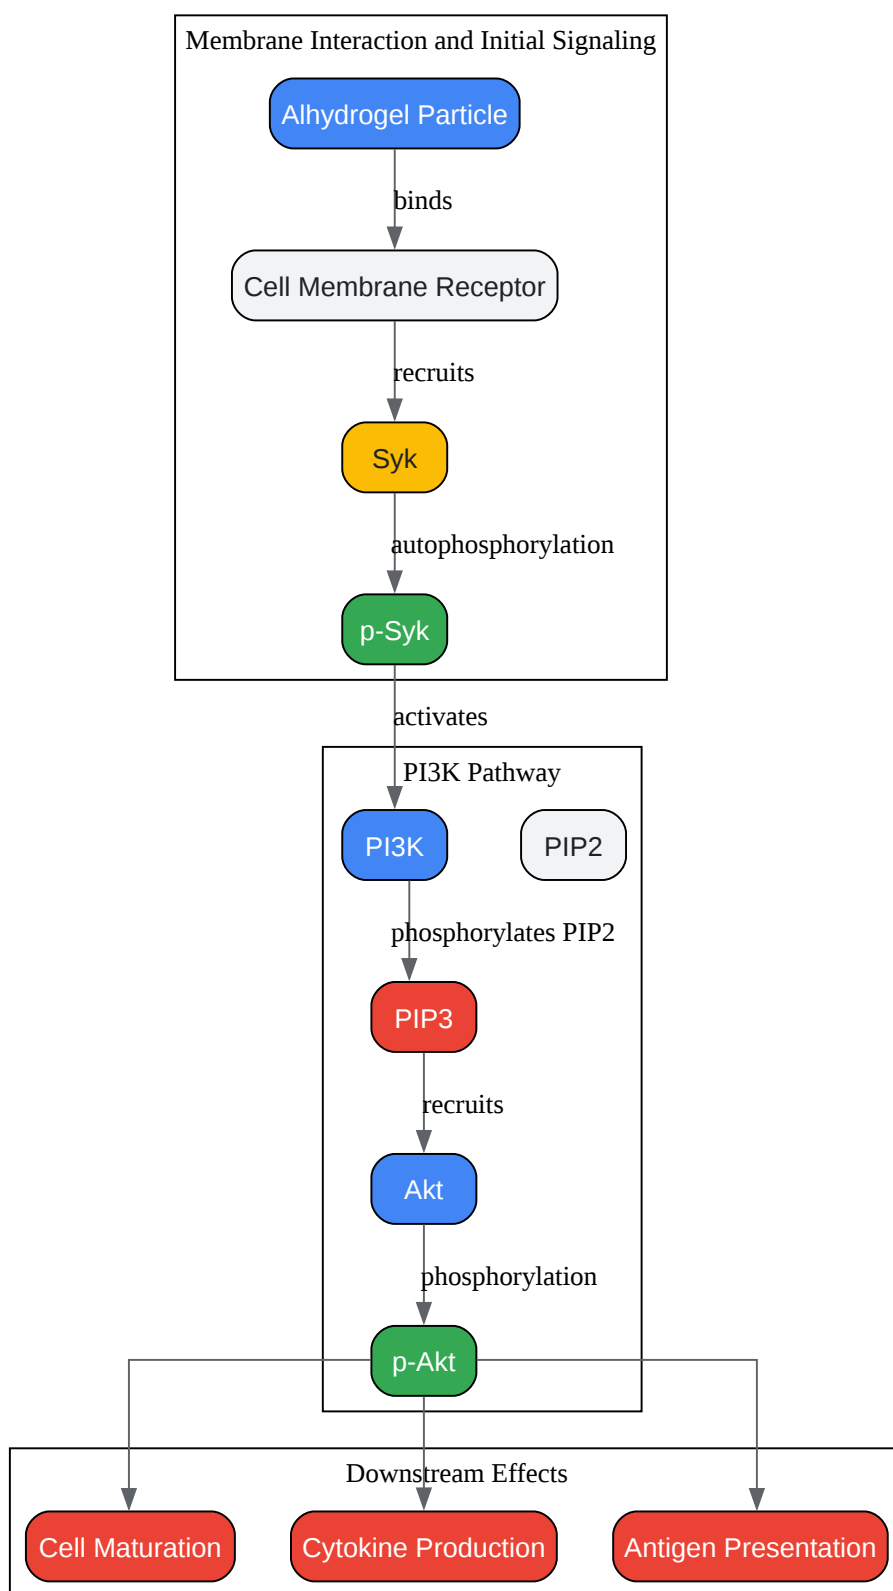 Membrane Interaction and Initial Signaling
Alhydrogel Particle
binds
Cell Membrane Receptor
recruits
Syk
autophosphorylation
p-Syk
activates
PI3K Pathway
PI3K
PIP2
phosphorylates PIP2
PIP3
recruits
Akt
phosphorylation
p-Akt
Downstream Effects
Cell Maturation
Cytokine Production
Antigen Presentation